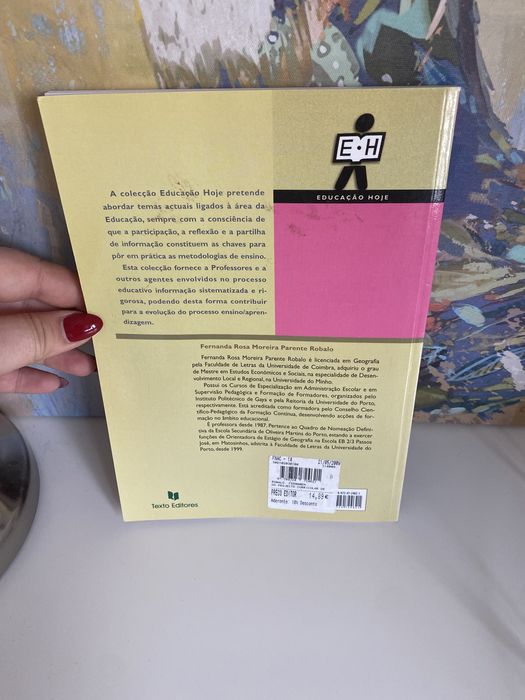 E·H
EDUCAÇÃO HOJE
A colecção Educação Hoje pretende
abordar temas actuais ligados à área da
Educação, sempre com a consciência de
que a participação, a reflexão e a partilha
de informação constituem as chaves para
pôr em prática as metodologias de ensino.
Esta colecção fornece a Professores e a
outros agentes envolvidos no processo
educativo informação sistematizada e ri-
gorosa, podendo desta forma contribuir
para a evolução do processo ensino/apren-
dizagem.
Fernanda Rosa Moreira Parente Robalo
Fernanda Rosa Moreira Parente Robalo é licenciada em Geografia
pela Faculdade de Letras da Universidade de Coimbra, adquiriu o grau
de Mestre em Estudos Económicos e Sociais, na especialidade de Desen-
volvimento Local e Regional, na Universidade do Minho.
Possui os Cursos de Especialização em Administração Escolar e em
Supervisão Pedagógica e Formação de Formadores, organizados pelo
Instituto Politécnico de Gaya e pela Reitoria da Universidade do Porto,
respectivamente. Está acreditada como formadora pelo Conselho Cien-
tífico-Pedagógico da Formação Contínua, desenvolvendo acções de for-
mação no âmbito educacional.
É professora desde 1987. Pertence ao Quadro de Nomeação Defini-
tiva da Escola Secundária de Oliveira Martins do Porto, estando a exercer
funções de Orientadora de Estágio de Geografia na Escola EB 2/3 Passos
José, em Matosinhos, adstrita à Faculdade de Letras da Universidade do
Porto, desde 1999.
FNAC - 10
PREÇO EDITOR 14,89€
Aderente 10% Desconto
Texto Editores